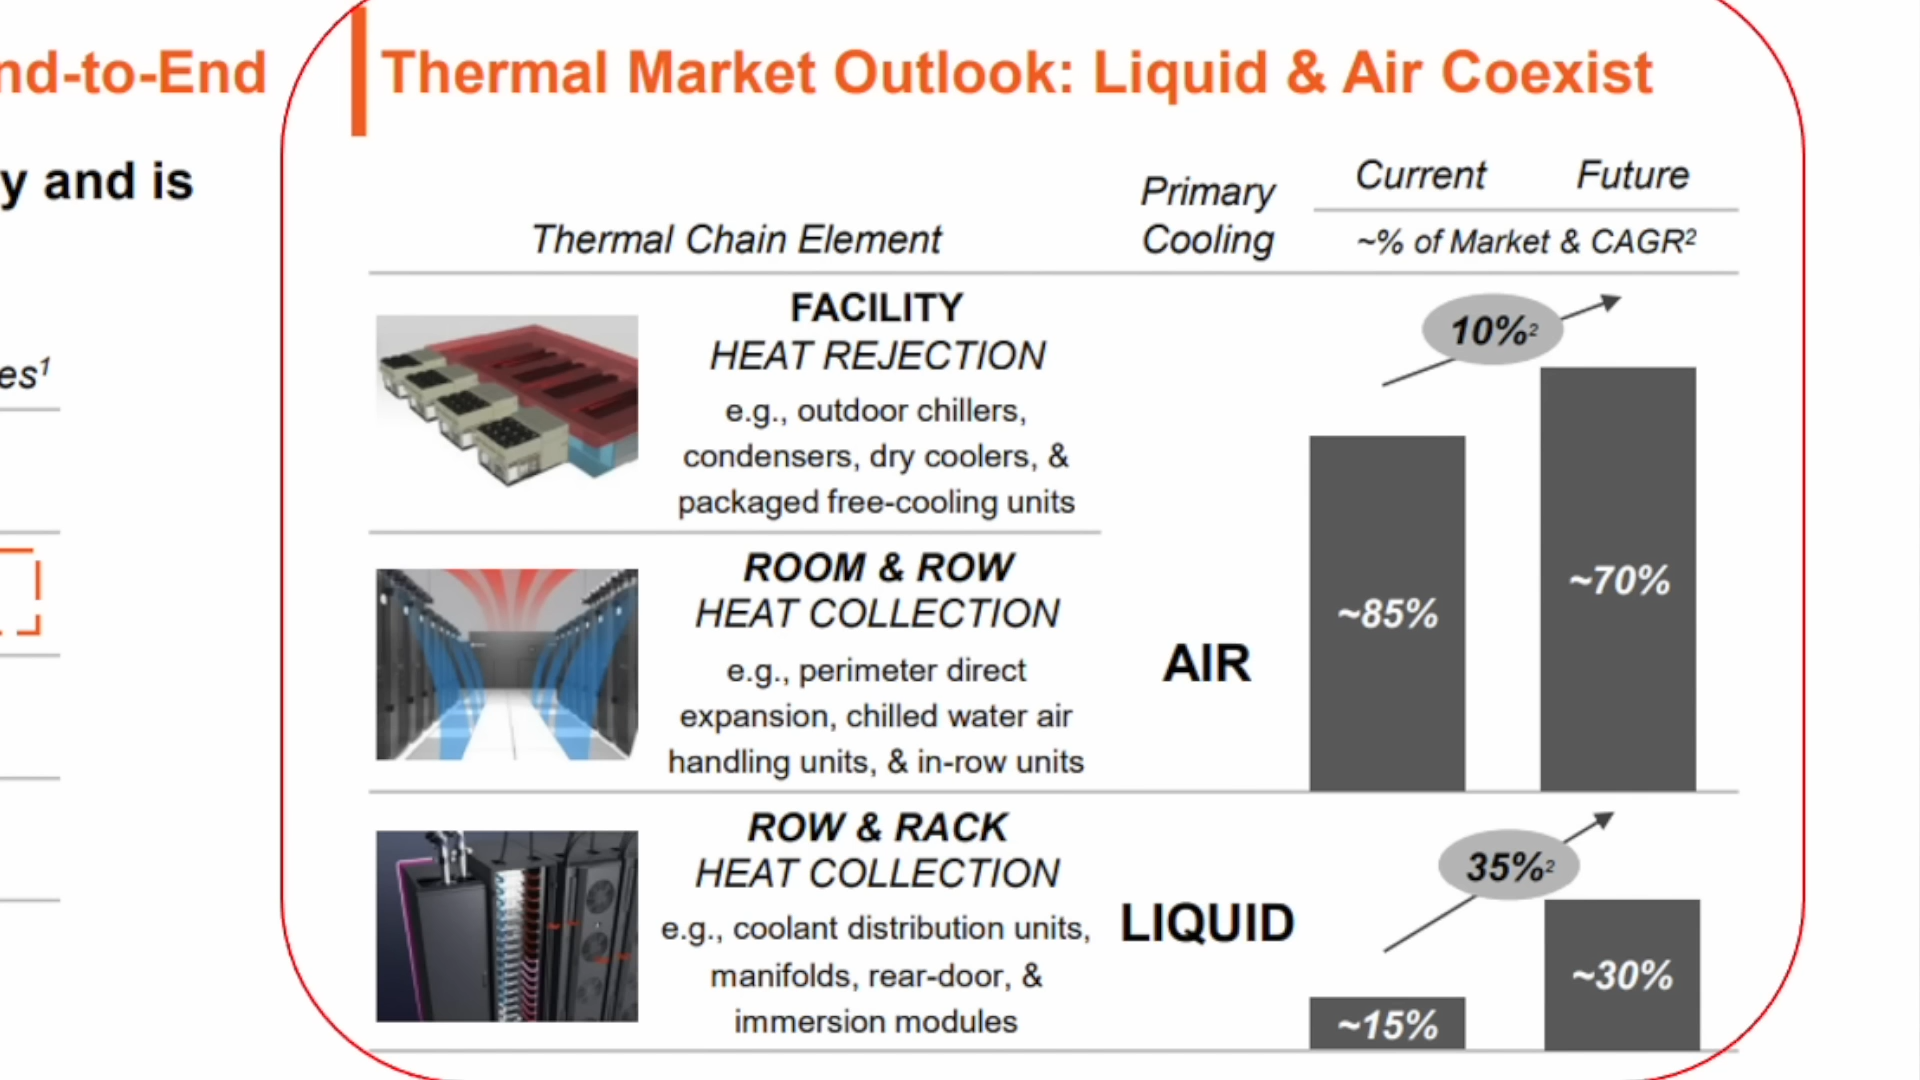 nd-to-End
y and is
es¹
Thermal Market Outlook: Liquid & Air Coexist
Thermal Chain Element
Primary
Cooling
Current
Future
~% of Market & CAGR²
FACILITY
HEAT REJECTION
e.g., outdoor chillers,
condensers, dry coolers, &
packaged free-cooling units
ROOM & ROW
HEAT COLLECTION
e.g., perimeter direct
expansion, chilled water air
handling units, & in-row units
AIR
10%²
~85%
~70%
ROW & RACK
HEAT COLLECTION
e.g., coolant distribution units,
manifolds, rear-door, &
immersion modules
LIQUID
35%²
~15%
~30%